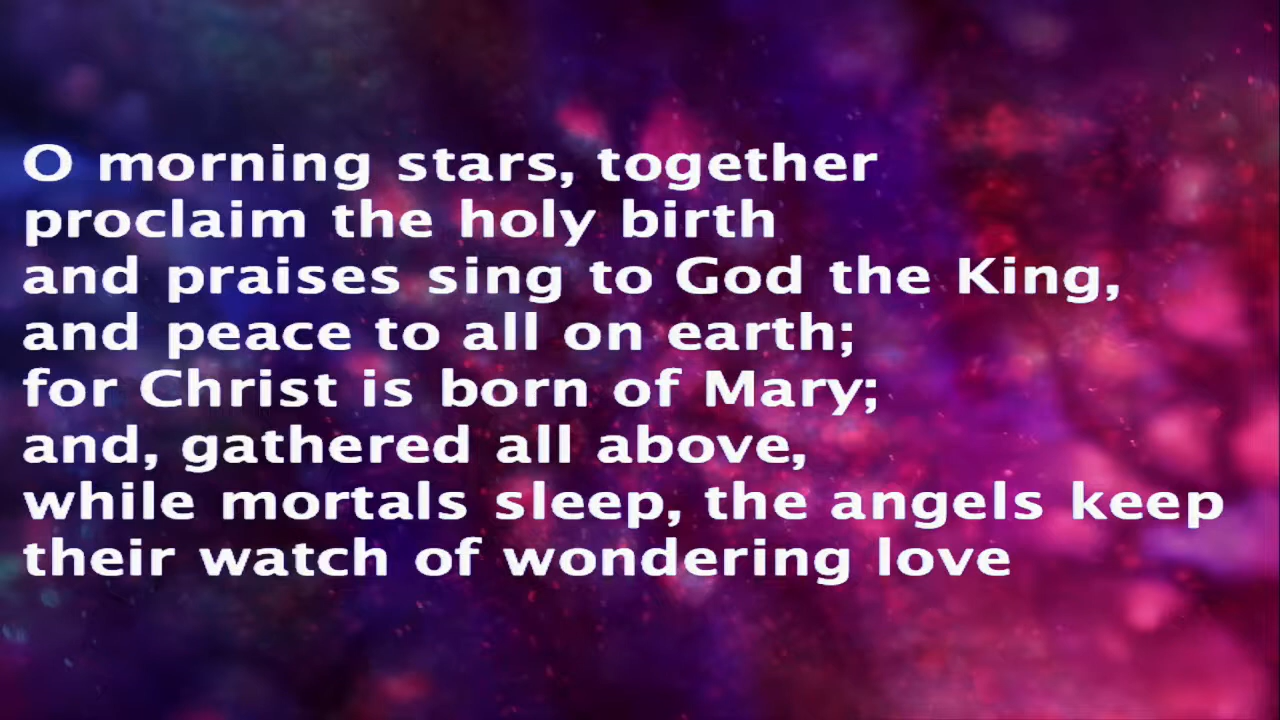 O morning stars, together
proclaim the holy birth
and praises sing to God the King,
and peace to all on earth;
for Christ is born of Mary;
and, gathered all above,
while mortals sleep, the angels keep
their watch of wondering love